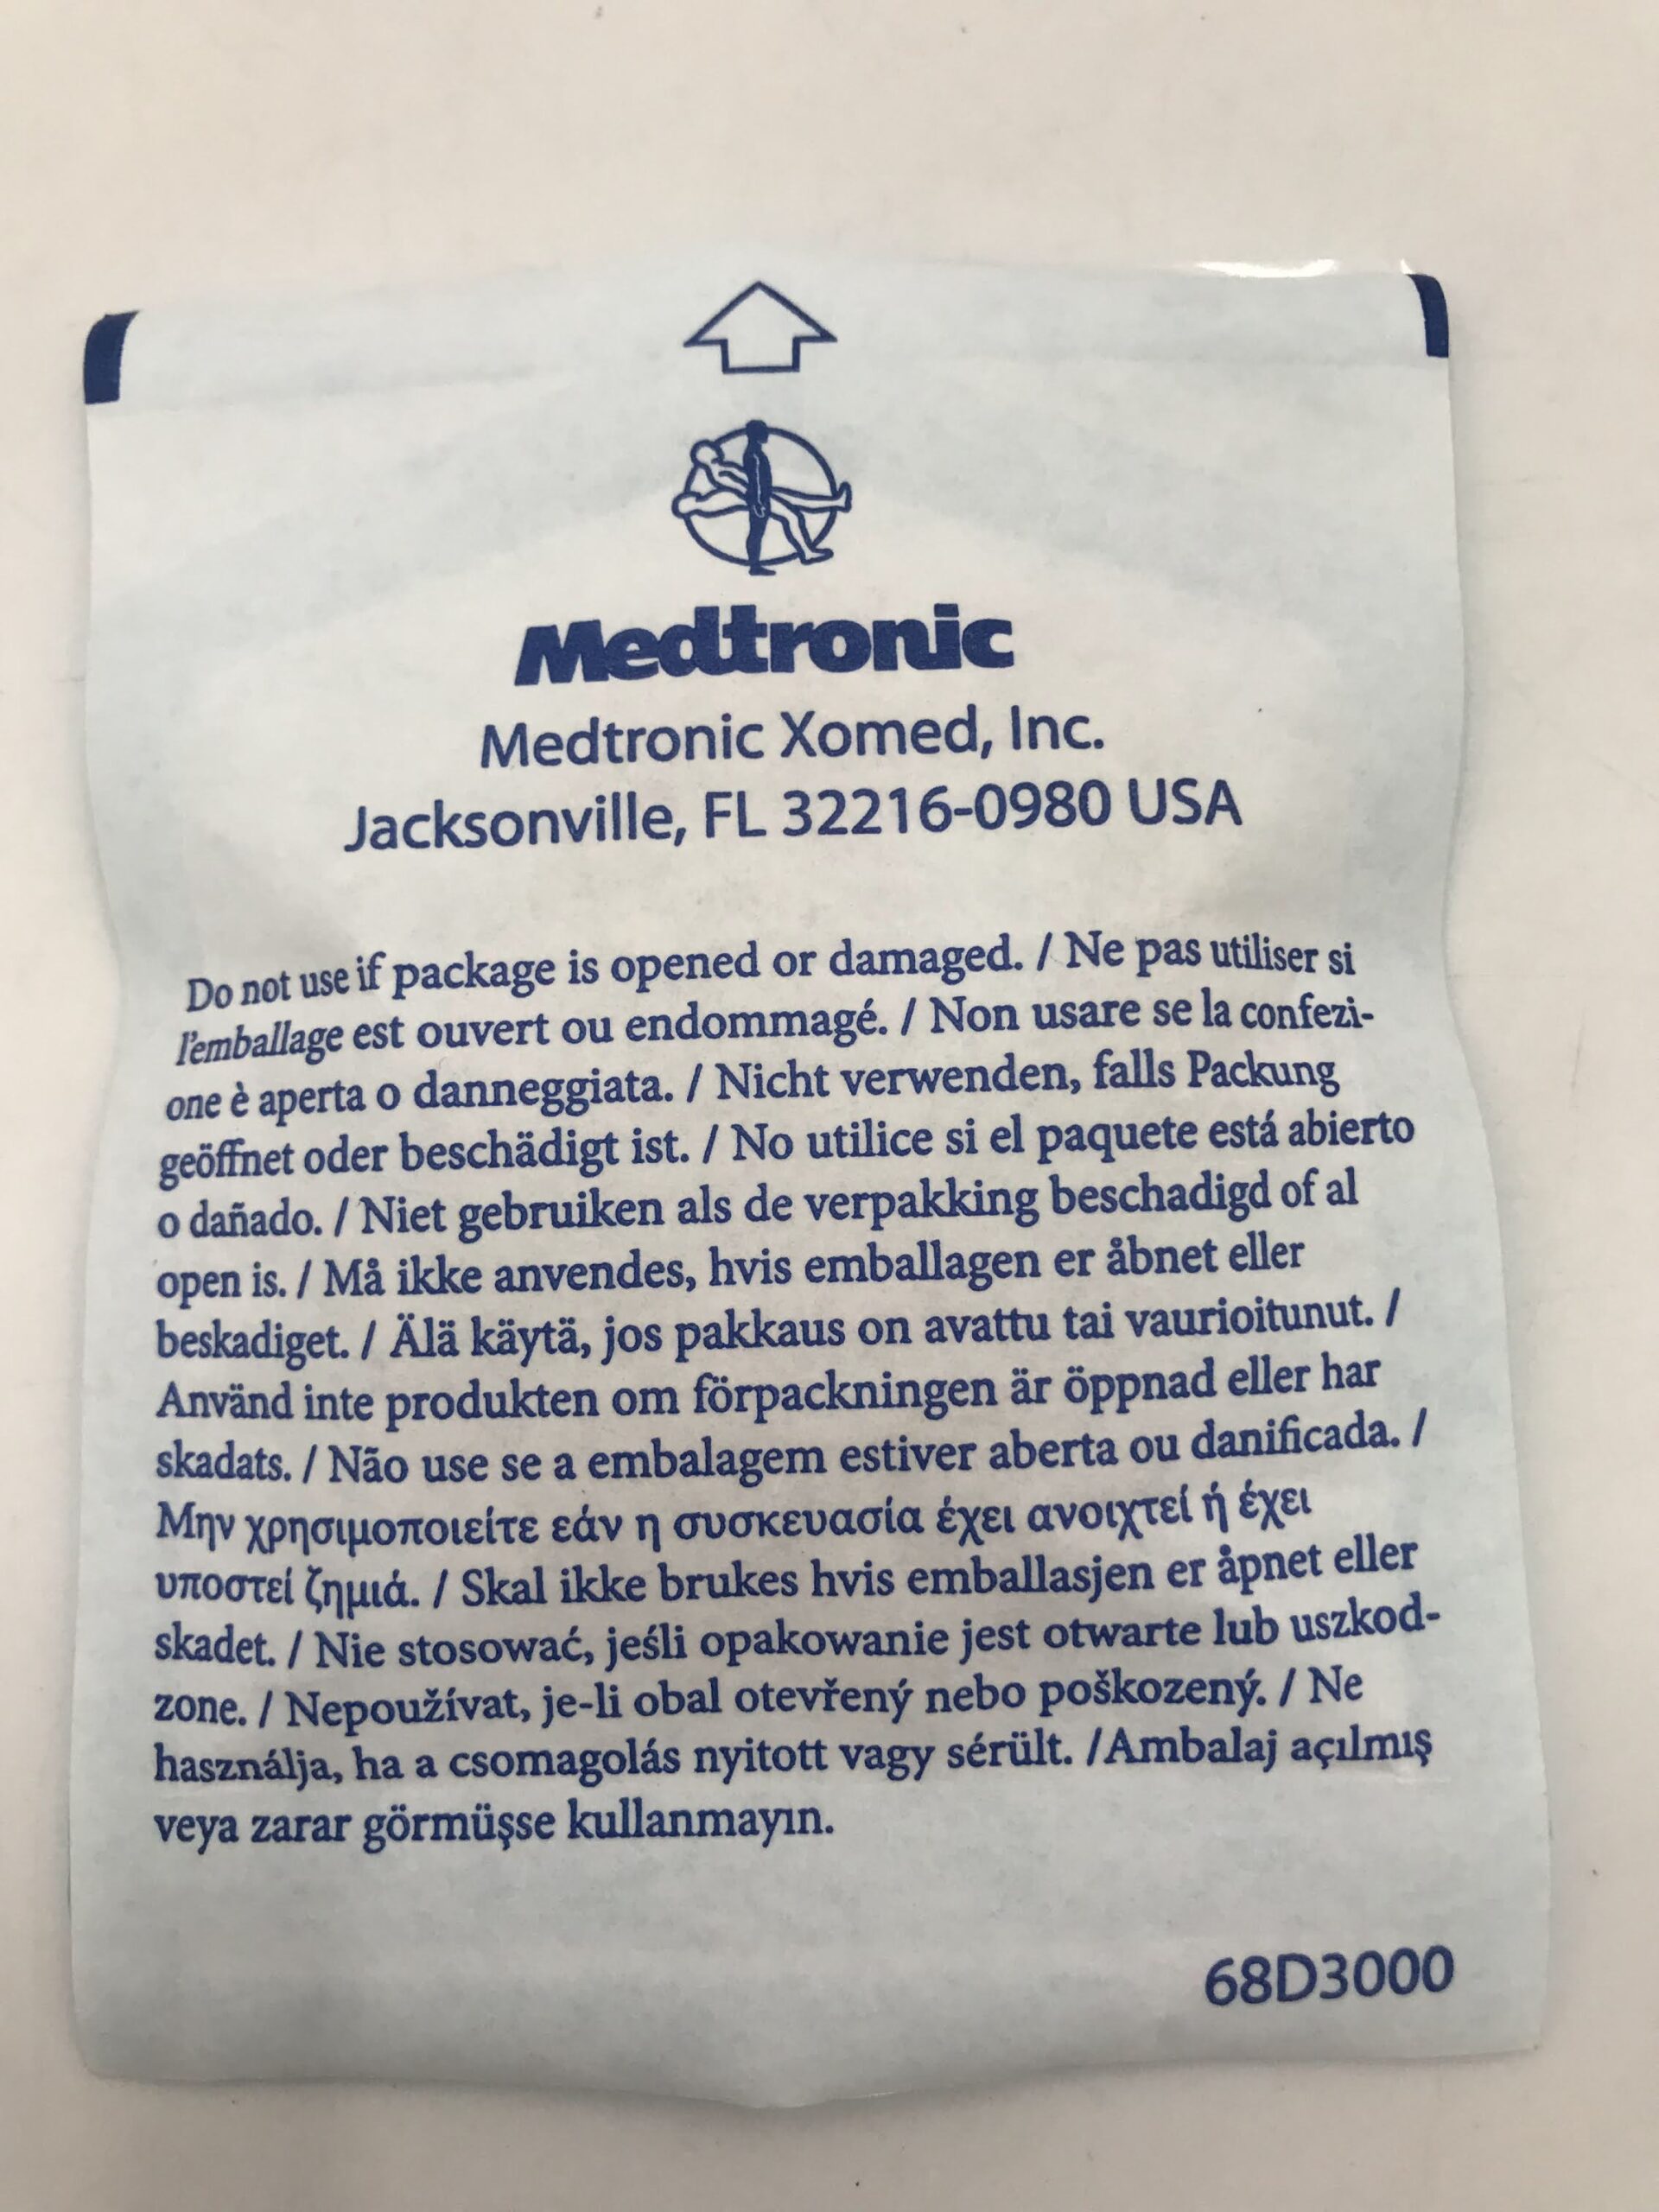 Medtronic
Medtronic Xomed, Inc.
Jacksonville, FL 32216-0980 USA
Do not use if package is opened or damaged. / Ne pas utiliser si
l'emballage est ouvert ou endommagé. / Non usare se la confezi-
one è aperta o danneggiata. / Nicht verwenden, falls Packung
geöffnet oder beschädigt ist. / No utilice si el paquete está abierto
o dañado. / Niet gebruiken als de verpakking beschadigd of al
open is. / Må ikke anvendes, hvis emballagen er åbnet eller
beskadiget. / Älä käytä, jos pakkaus on avattu tai vaurioitunut. /
Använd inte produkten om förpackningen är öppnad eller har
skadats. / Não use se a embalagem estiver aberta ou danificada. /
Μην χρησιμοποιείτε εάν η συσκευασία έχει ανοιχτεί ή έχει
υποστεί ζημιά. / Skal ikke brukes hvis emballasjen er åpnet eller
skadet. / Nie stosować, jeśli opakowanie jest otwarte lub uszkod-
zone. / Nepoužívat, je-li obal otevřený nebo poškozený. / Ne
használja, ha a csomagolás nyitott vagy sérült. /Ambalaj açılmış
veya zarar görmüşse kullanmayın.
68D3000